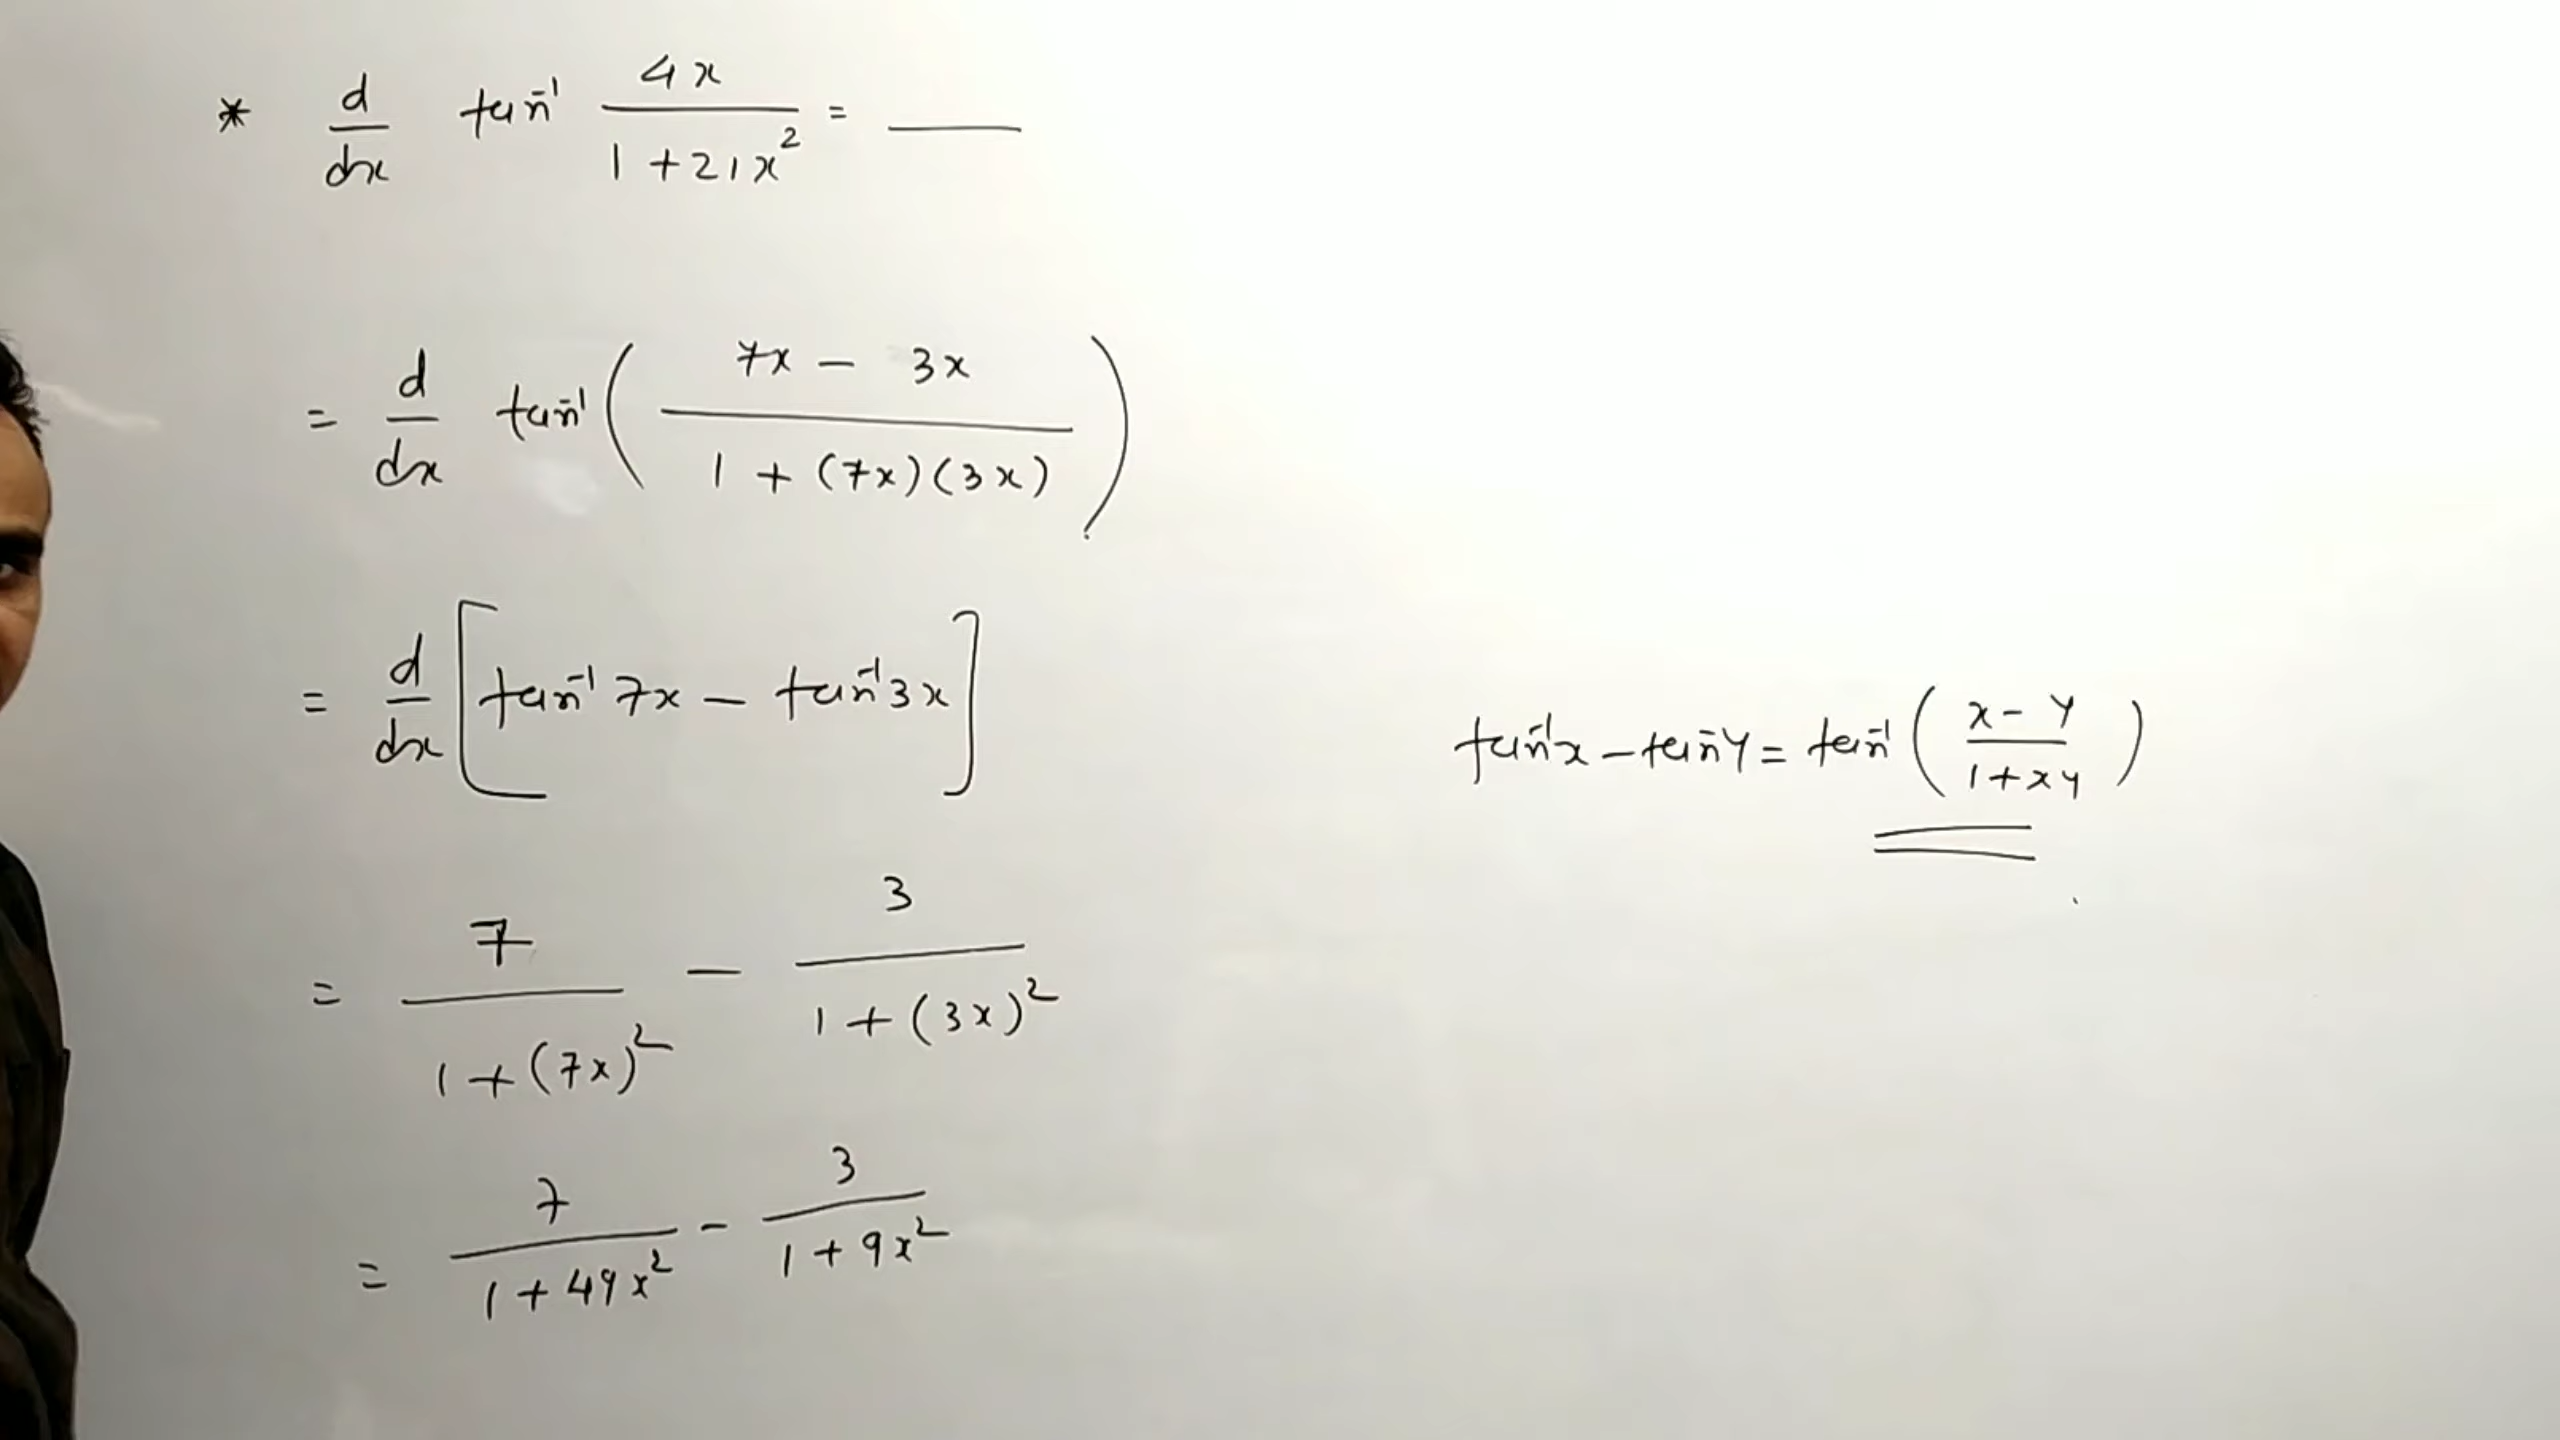 * d/dx tan⁻¹ 4x/(1+21x²) = ____
= d/dx tan⁻¹((7x − 3x)/(1 + (7x)(3x)))
= d/dx [tan⁻¹ 7x − tan⁻¹ 3x]
tan⁻¹x − tan⁻y = tan⁻¹((x − y)/(1+xy))
= 7/(1+(7x)²) − 3/(1+(3x)²)
= 7/(1+49x²) − 3/(1+9x²)